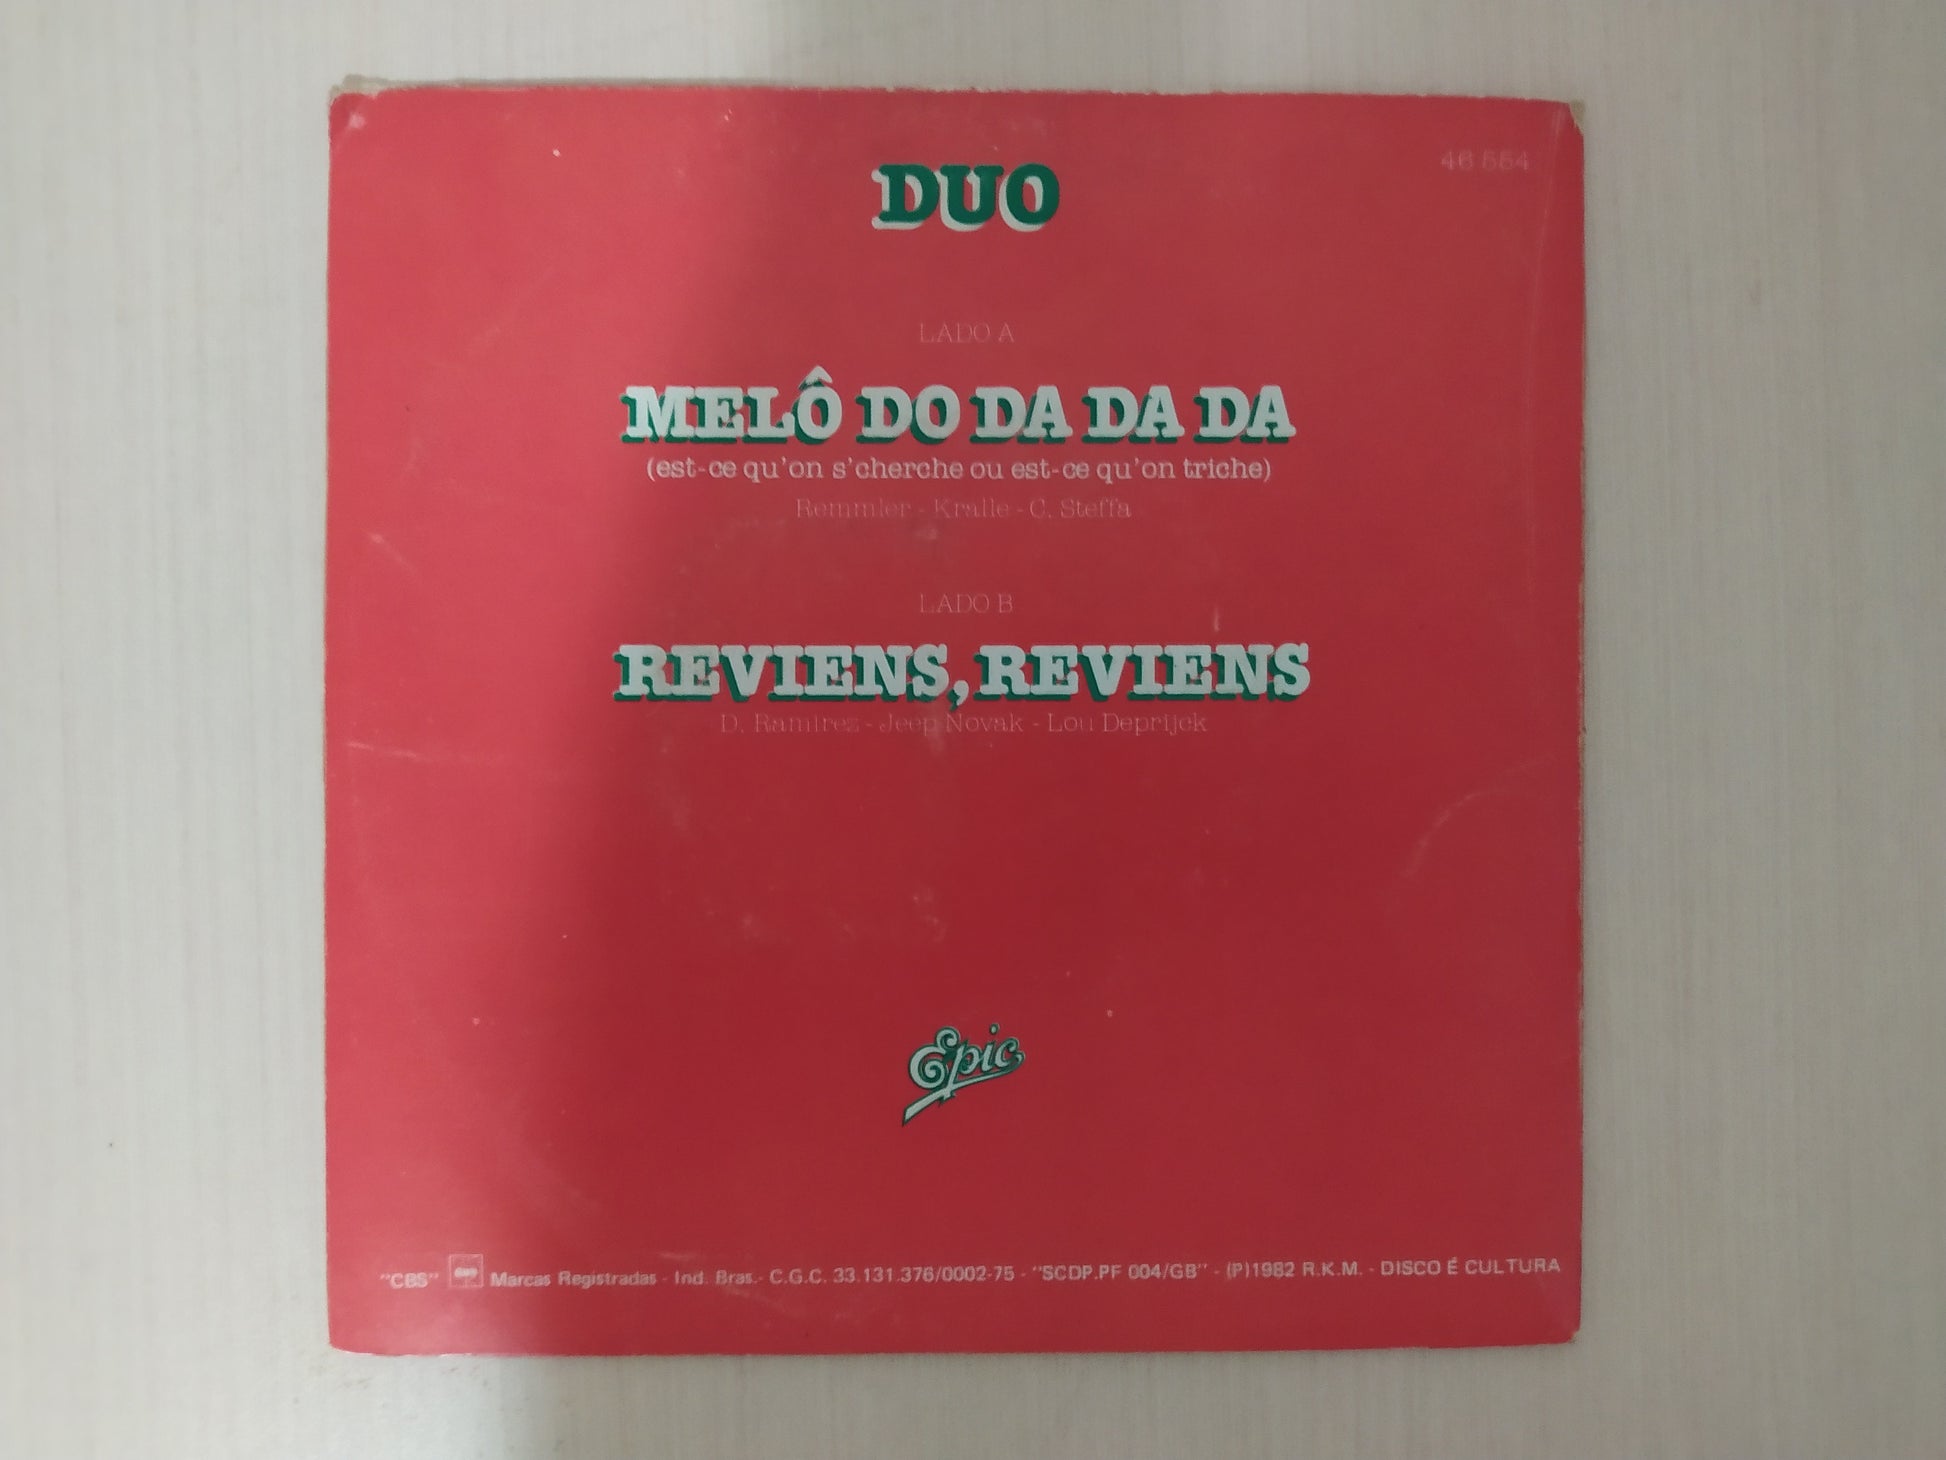 DUO
46 554
LADO A
MELÔ DO DA DA DA
(est-ce qu'on s'cherche ou est-ce qu'on triche)
Remmler - Kralle - C. Steffa
LADO B
REVIENS, REVIENS
D. Ramirez - Jeep Novak - Lou Deprijck
Epic
"CBS" Marcas Registradas - Ind. Bras.- C.G.C. 33.131.376/0002-75 - "SCDP.PF 004/GB" - (P)1982 R.K.M. - DISCO É CULTURA